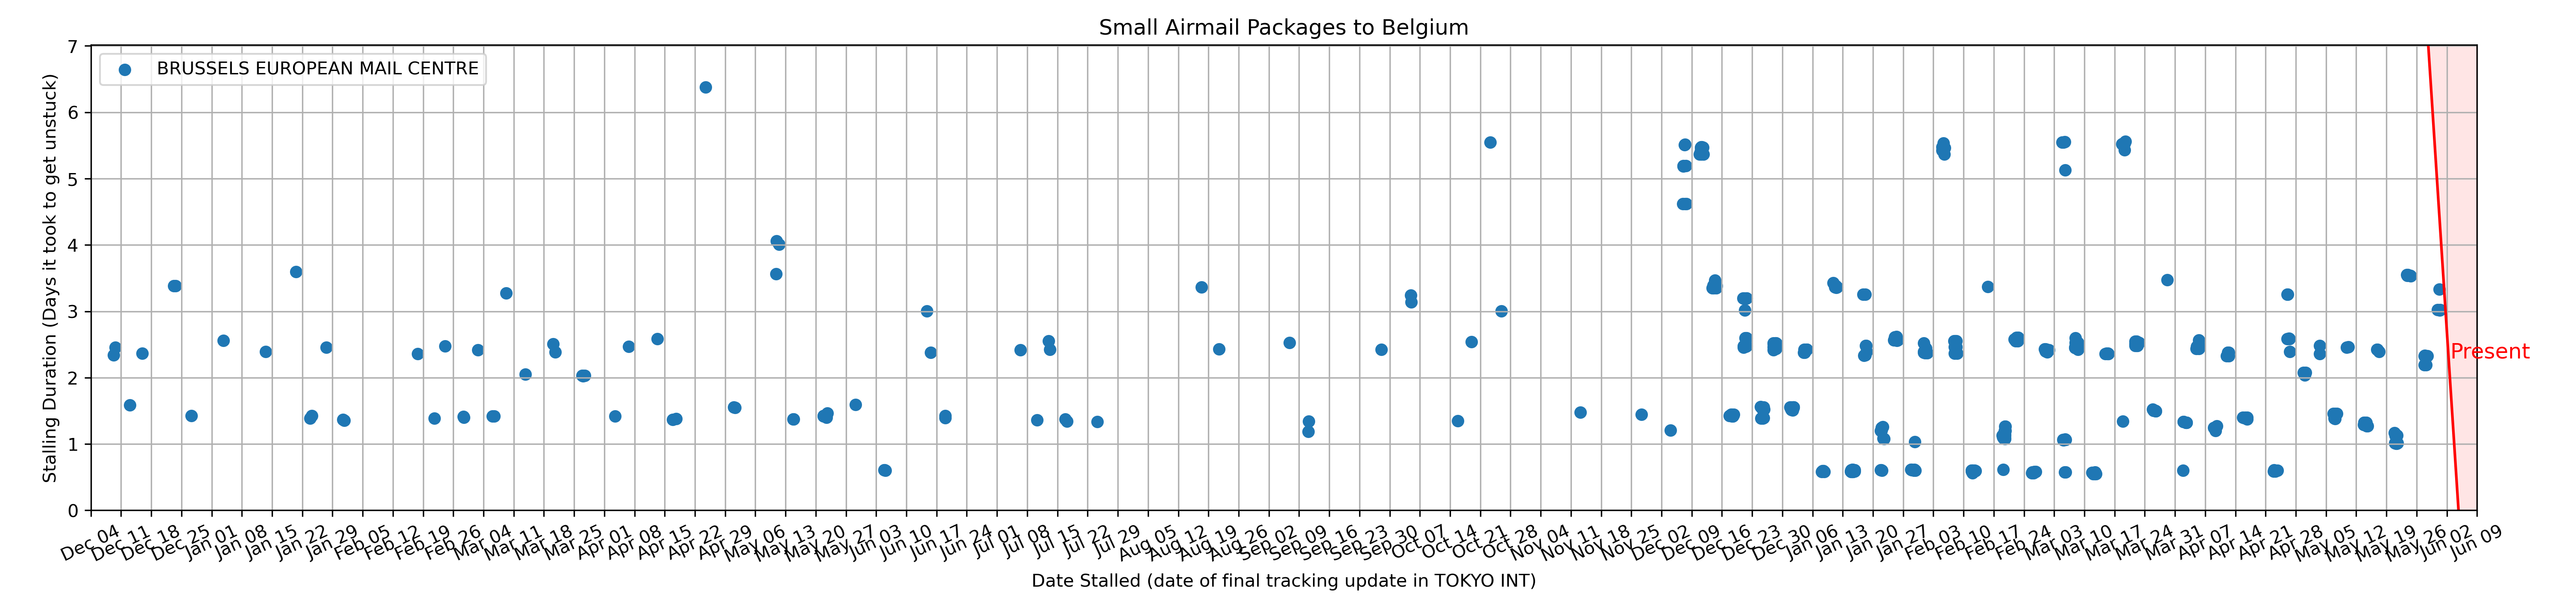 Small Airmail Packages to Belgium
BRUSSELS EUROPEAN MAIL CENTRE
Stalling Duration (Days it took to get unstuck)
7
6
5
4
3
2
1
0
Present
Dec 04 Dec 11 Dec 18 Dec 25 Jan 01 Jan 08 Jan 15 Jan 22 Jan 29 Feb 05 Feb 12 Feb 19 Feb 26 Mar 04 Mar 11 Mar 18 Mar 25 Apr 01 Apr 08 Apr 15 Apr 22 Apr 29 May 06 May 13 May 20 May 27 Jun 03 Jun 10 Jun 17 Jun 24 Jul 01 Jul 08 Jul 15 Jul 22 Jul 29 Aug 05 Aug 12 Aug 19 Aug 26 Sep 02 Sep 09 Sep 16 Sep 23 Sep 30 Oct 07 Oct 14 Oct 21 Oct 28 Nov 04 Nov 11 Nov 18 Nov 25 Dec 02 Dec 09 Dec 16 Dec 23 Dec 30 Jan 06 Jan 13 Jan 20 Jan 27 Feb 03 Feb 10 Feb 17 Feb 24 Mar 03 Mar 10 Mar 17 Mar 24 Mar 31 Apr 07 Apr 14 Apr 21 Apr 28 May 05 May 12 May 19 May 26 Jun 02 Jun 09
Date Stalled (date of final tracking update in TOKYO INT)